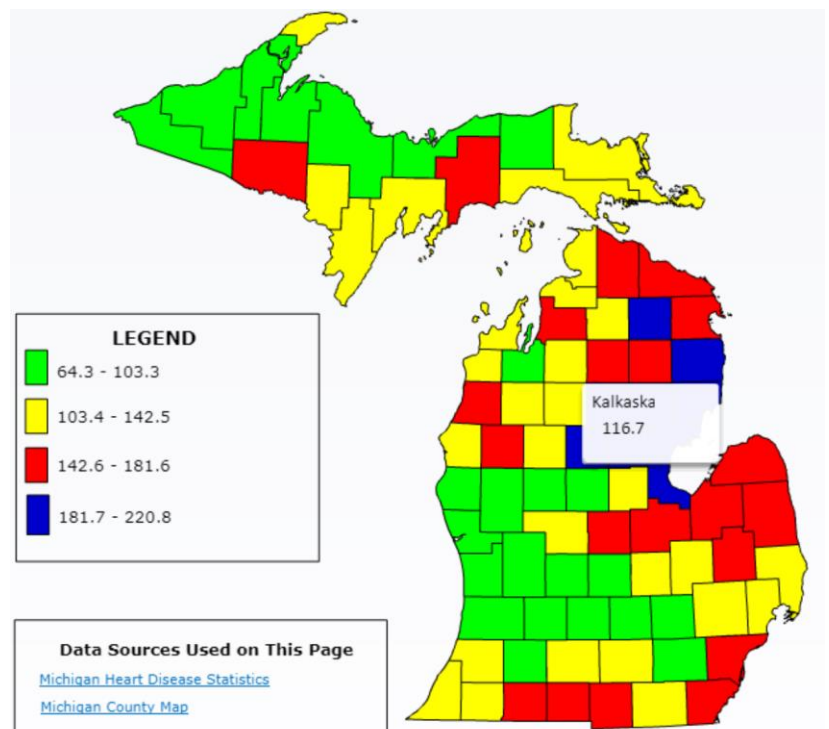 LEGEND
64.3 - 103.3
103.4 - 142.5
142.6 - 181.6
181.7 - 220.8
Kalkaska
116.7
Data Sources Used on This Page
Michigan Heart Disease Statistics
Michigan County Map